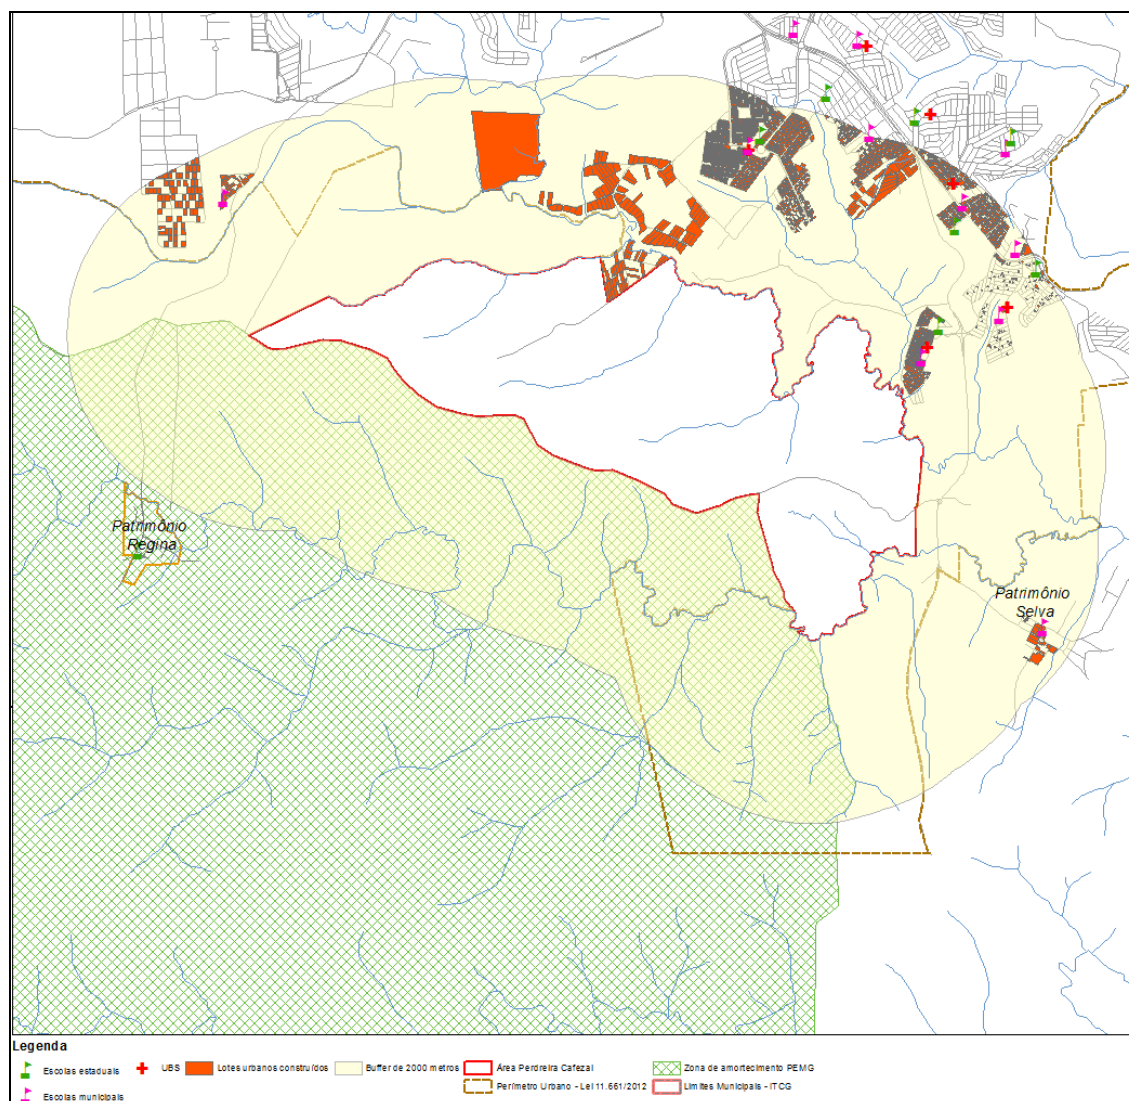 Patrimônio
Regina
Patrimônio
Selva
Legenda
Escolas estaduais
UBS
Lotes urbanos construídos
Buffer de 2000 metros
Área Perdreira Cafezal
Zona de amortecimento PEMG
Perímetro Urbano - Lei 11.661/2012
Limites Municipais - ITCG
Escolas municipais